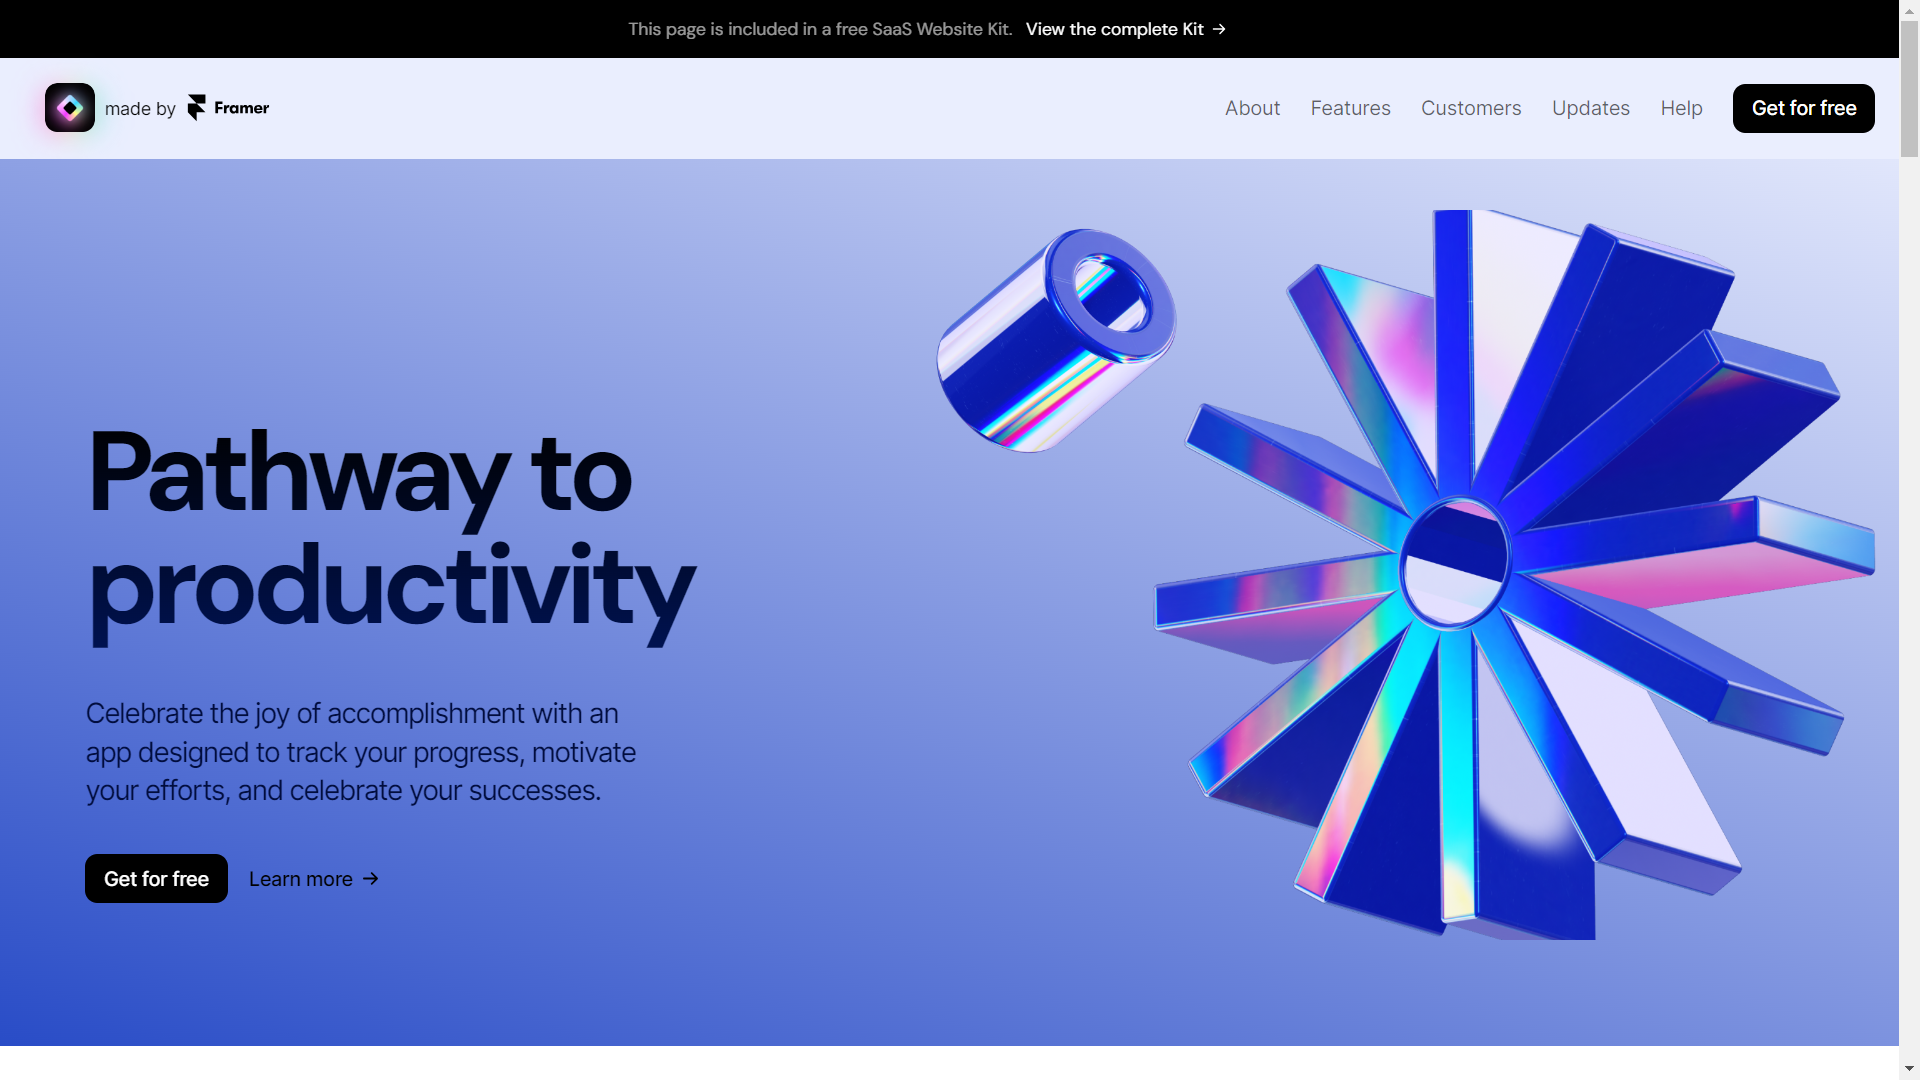 This page is included in a free SaaS Website Kit. View the complete Kit →
made by Framer
About Features Customers Updates Help Get for free
Pathway to
productivity
Celebrate the joy of accomplishment with an
app designed to track your progress, motivate
your efforts, and celebrate your successes.
Get for free Learn more →